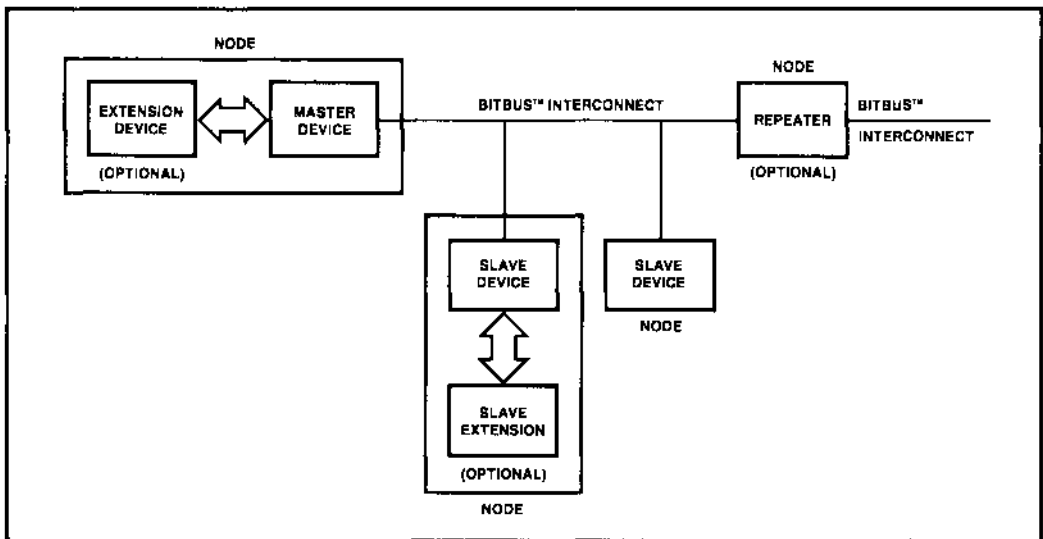 NODE
EXTENSION
DEVICE
(OPTIONAL)
MASTER
DEVICE
BITBUS™ INTERCONNECT
NODE
REPEATER
(OPTIONAL)
BITBUS™
INTERCONNECT
SLAVE
DEVICE
SLAVE
EXTENSION
(OPTIONAL)
NODE
SLAVE
DEVICE
NODE